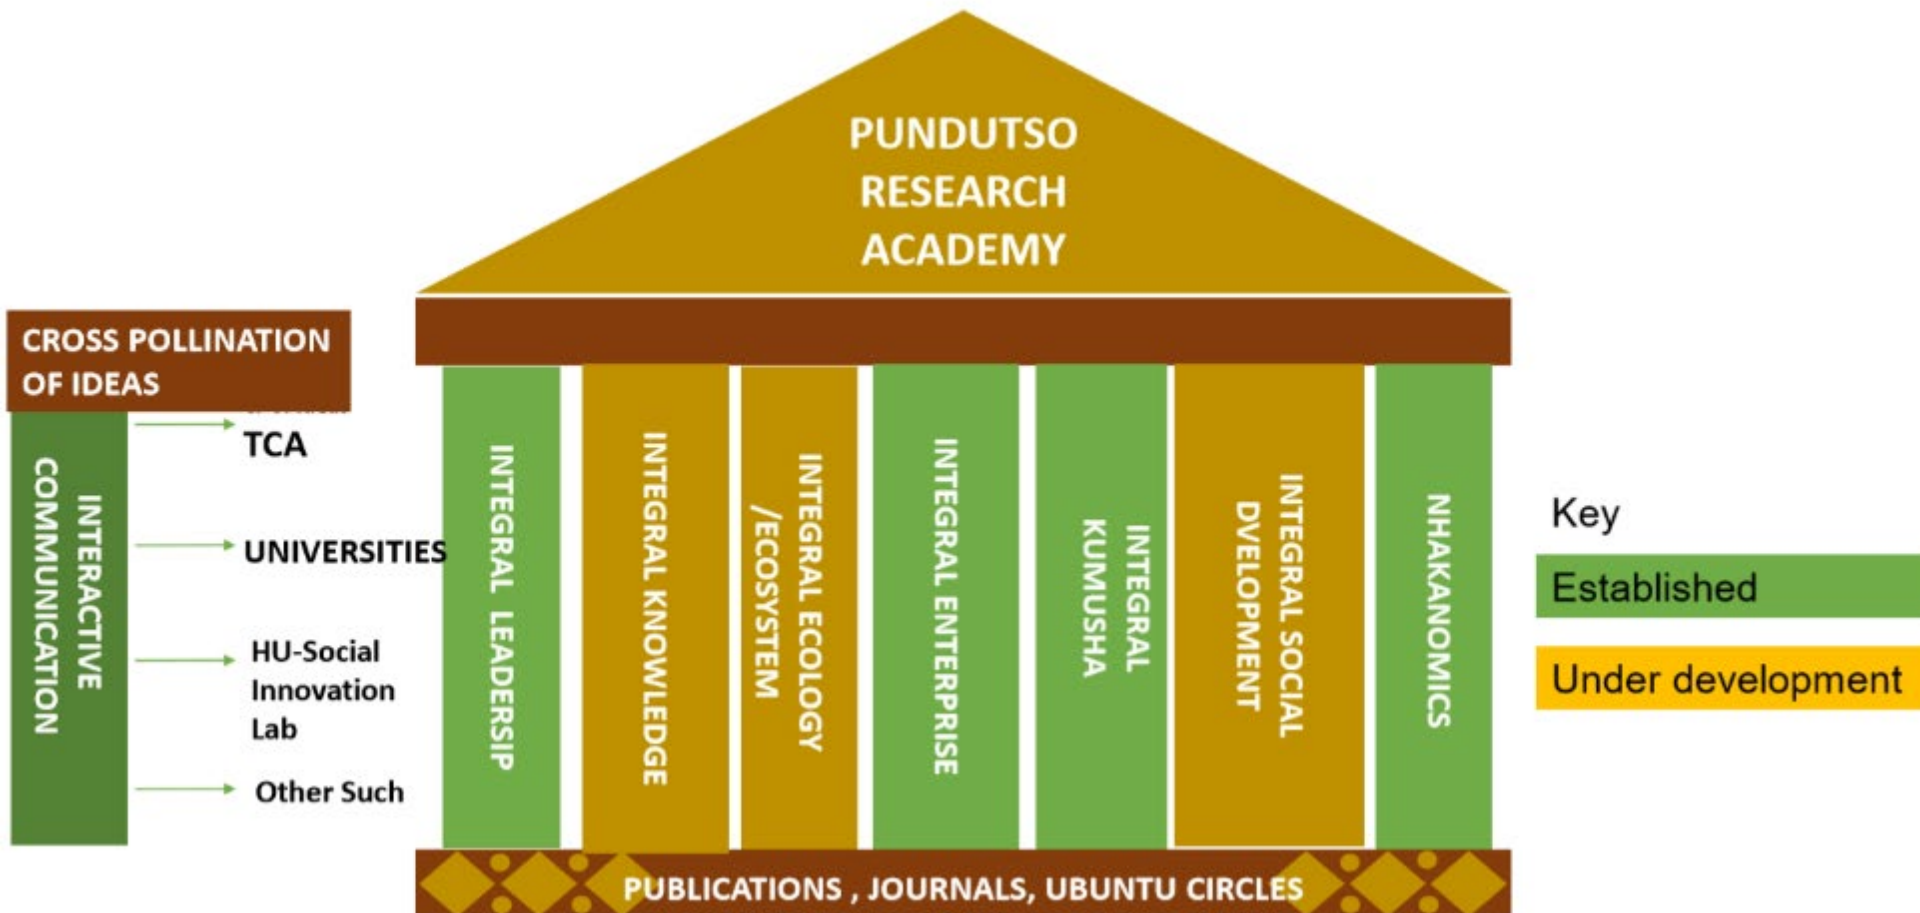 PUNDUTSO
RESEARCH
ACADEMY
CROSS POLLINATION
OF IDEAS
INTERACTIVE
COMMUNICATION
TCA
UNIVERSITIES
HU-Social
Innovation
Lab
Other Such
INTEGRAL LEADERSIP
INTEGRAL KNOWLEDGE
INTEGRAL ECOLOGY
/ECOSYSTEM
INTEGRAL ENTERPRISE
INTEGRAL
KUMUSHA
INTEGRAL SOCIAL
DVELOPMENT
NHAKANOMICS
Key
Established
Under development
PUBLICATIONS , JOURNALS, UBUNTU CIRCLES